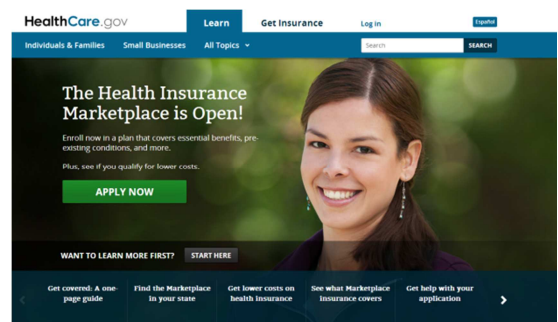 HealthCare.gov
Learn
Get Insurance
Log in
Español
Individuals & Families
Small Businesses
All Topics
Search
SEARCH
The Health Insurance
Marketplace is Open!
Enroll now in a plan that covers essential benefits, pre-
existing conditions, and more.
Plus, see if you qualify for lower costs.
APPLY NOW
WANT TO LEARN MORE FIRST?
START HERE
Get covered: A one-
page guide
Find the Marketplace
in your state
Get lower costs on
health insurance
See what Marketplace
insurance covers
Get help with your
application